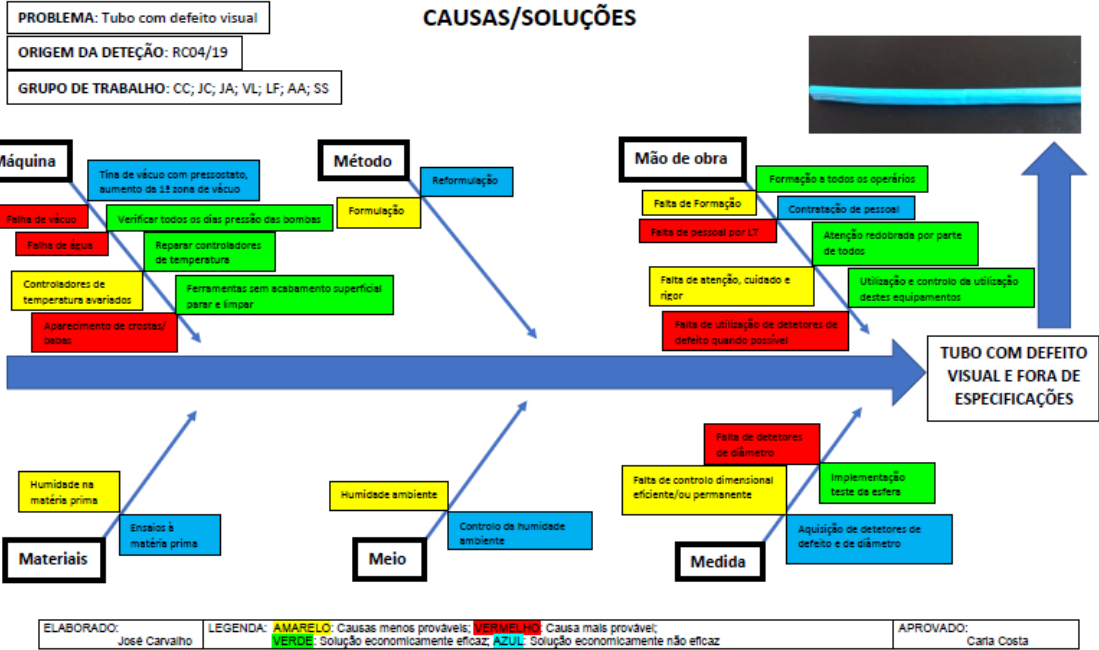 CAUSAS/SOLUÇÕES
PROBLEMA: Tubo com defeito visual
ORIGEM DA DETEÇÃO: RC04/19
GRUPO DE TRABALHO: CC; JC; JA; VL; LF; AA; SS
Máquina
Tina de vácuo com pressostato,
aumento da 1ª zona de vácuo
Falha de vácuo
Verificar todos os dias pressão das bombas
Falha de água
Reparar controladores
de temperatura
Controladores de
temperatura avariados
Ferramentas sem acabamento superficial
parar e limpar
Aparecimento de crostas/
babas
Método
Reformulação
Formulação
Mão de obra
Formação a todos os operários
Falta de Formação
Contratação de pessoal
Falta de pessoal por LT
Atenção redobrada por parte
de todos
Falta de atenção, cuidado e
rigor
Utilização e controlo da utilização
destes equipamentos
Falta de utilização de detetores de
defeito quando possível
TUBO COM DEFEITO
VISUAL E FORA DE
ESPECIFICAÇÕES
Humidade na
matéria prima
Ensaios à
matéria prima
Materiais
Humidade ambiente
Controlo da humidade
ambiente
Meio
Falta de detetores
de diâmetro
Falta de controlo dimensional
eficiente/ou permanente
Implementação
teste da esfera
Aquisição de detetores de
defeito e de diâmetro
Medida
ELABORADO:
José Carvalho
LEGENDA: AMARELO: Causas menos prováveis; VERMELHO: Causa mais provável;
VERDE: Solução economicamente eficaz; AZUL: Solução economicamente não eficaz
APROVADO:
Carla Costa